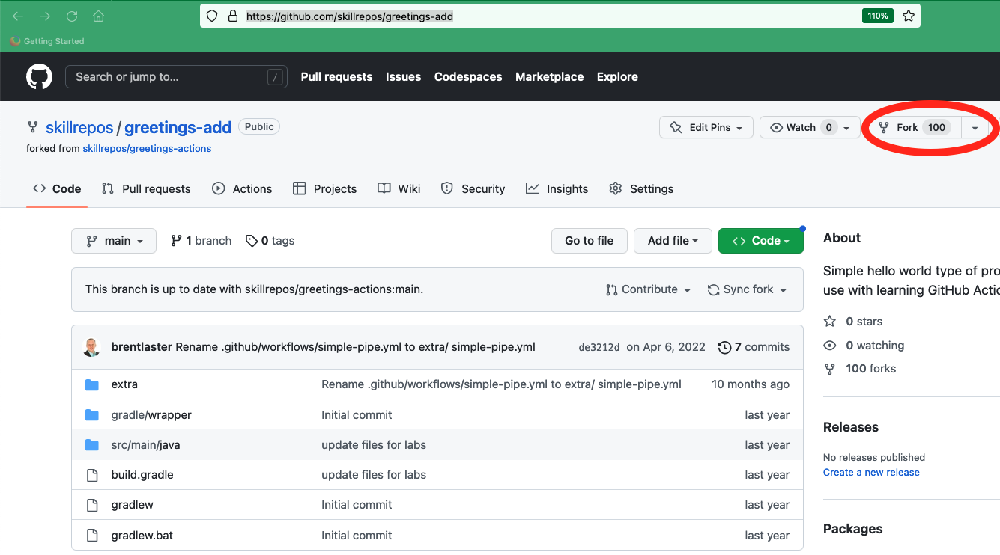 https://github.com/skillrepos/greetings-add 110%
Getting Started
Search or jump to... / Pull requests Issues Codespaces Marketplace Explore
skillrepos / greetings-add Public Edit Pins Watch 0 Fork 100
forked from skillrepos/greetings-actions
Code Pull requests Actions Projects Wiki Security Insights Settings
main 1 branch 0 tags Go to file Add file Code
About
This branch is up to date with skillrepos/greetings-actions:main. Contribute Sync fork
Simple hello world type of pro
use with learning GitHub Actio
0 stars
brentlaster Rename .github/workflows/simple-pipe.yml to extra/ simple-pipe.yml de3212d on Apr 6, 2022 7 commits
0 watching
100 forks
extra Rename .github/workflows/simple-pipe.yml to extra/ simple-pipe.yml 10 months ago
gradle/wrapper Initial commit last year
src/main/java update files for labs last year
build.gradle update files for labs last year
gradlew Initial commit last year
gradlew.bat Initial commit last year
Releases
No releases published
Create a new release
Packages